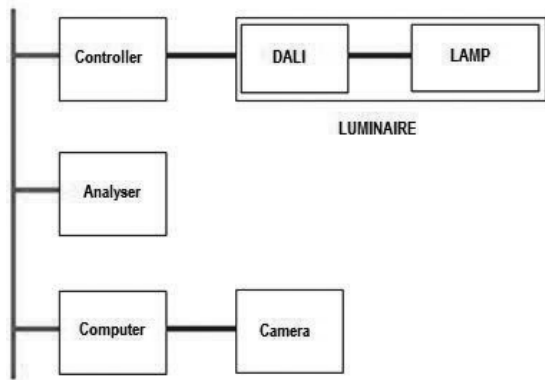 Controller
DALI
LAMP
LUMINAIRE
Analyser
Computer
Camera